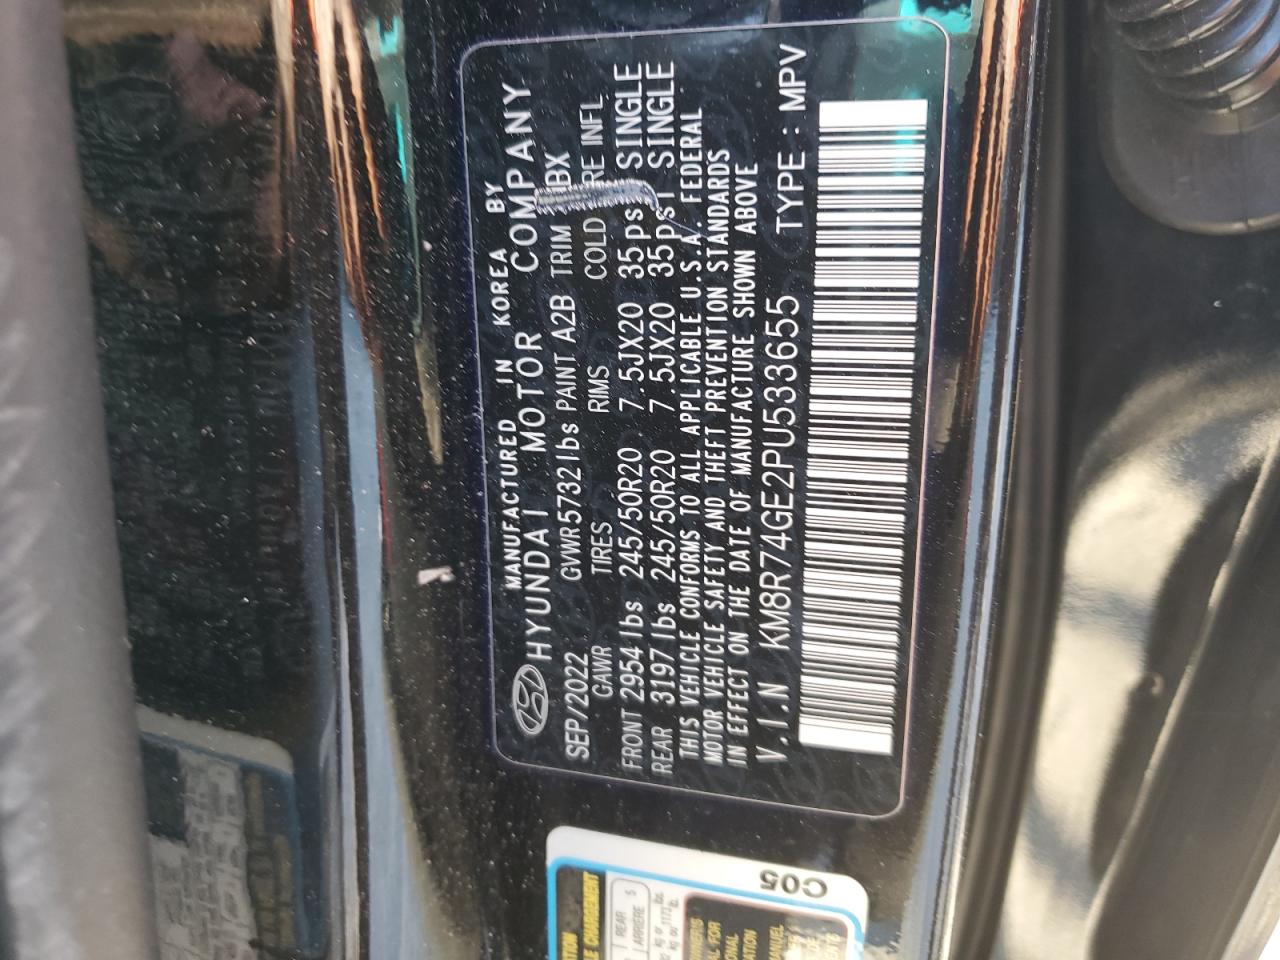 MANUFACTURED IN KOREA BY
HYUNDAI MOTOR COMPANY
SEP/2022 GVWR 5732 lbs PAINT A2B TRIM
GAWR TIRES RIMS COLD INFL
FRONT 2954 lbs 245/50R20 7.5JX20 35 psi SINGLE
REAR 3197 lbs 245/50R20 7.5JX20 35 psi SINGLE
THIS VEHICLE CONFORMS TO ALL APPLICABLE U.S.A. FEDERAL
MOTOR VEHICLE SAFETY AND THEFT PREVENTION STANDARDS
IN EFFECT ON THE DATE OF MANUFACTURE SHOWN ABOVE
V.I.N KM8R74GE2PU533655 TYPE : MPV
C05
REAR
ARRIÈRE 5